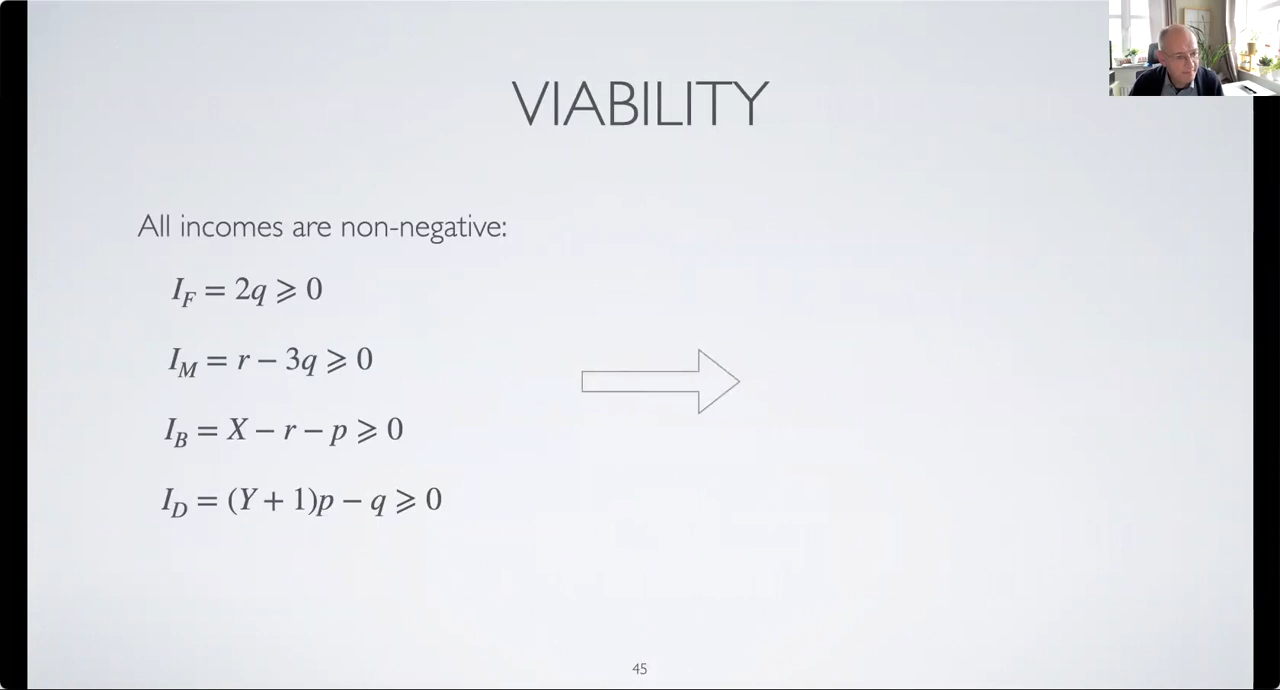 VIABILITY
All incomes are non-negative:
I_F = 2q ⩾ 0
I_M = r − 3q ⩾ 0
I_B = X − r − p ⩾ 0
I_D = (Y + 1)p − q ⩾ 0
45